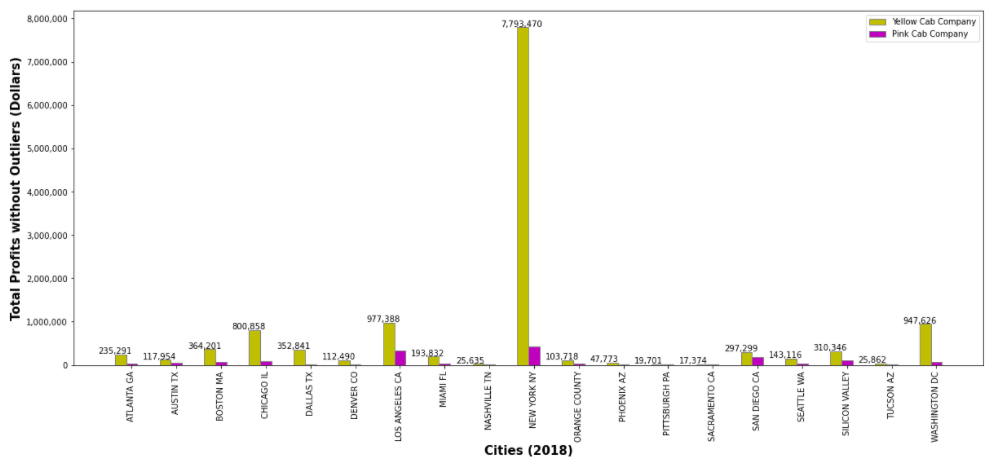 Total Profits without Outliers (Dollars)
8,000,000
7,000,000
6,000,000
5,000,000
4,000,000
3,000,000
2,000,000
1,000,000
0
Yellow Cab Company
Pink Cab Company
235,291
117,954
364,201
800,858
352,841
112,490
977,388
193,832
25,635
7,793,470
103,718
47,773
19,701
17,374
297,299
143,116
310,346
25,862
947,626
ATLANTA GA
AUSTIN TX
BOSTON MA
CHICAGO IL
DALLAS TX
DENVER CO
LOS ANGELES CA
MIAMI FL
NASHVILLE TN
NEW YORK NY
ORANGE COUNTY
PHOENIX AZ
PITTSBURGH PA
SACRAMENTO CA
SAN DIEGO CA
SEATTLE WA
SILICON VALLEY
TUCSON AZ
WASHINGTON DC
Cities (2018)